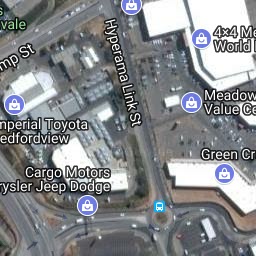 vale
mp St
Hyperama Link St
4×4 Me
World
Meadow
Value Ce
mperial Toyota
edfordview
Green Cr
Cargo Motors
rysler Jeep Dodge